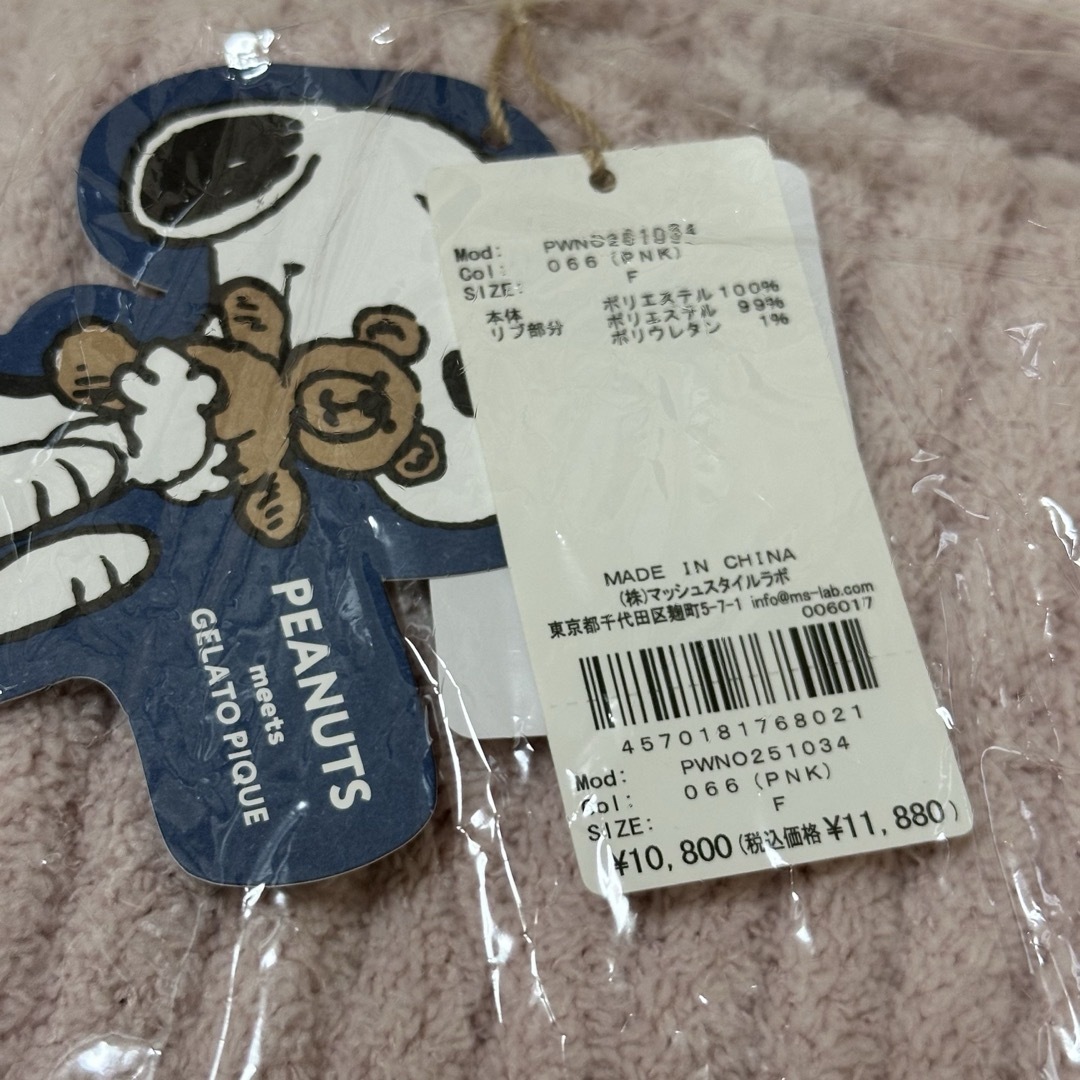 PEANUTS
meets
GELATO PIQUE
Mod: PWNO251034
Col: 066 (PNK)
SIZE: F
本体 ポリエステル 100%
リブ部分 ポリエステル 99%
ポリウレタン 1%
MADE IN CHINA
(株)マッシュスタイルラボ
東京都千代田区麹町5-7-1 info@ms-lab.com
006017
4570181768021
Mod: PWNO251034
Col: 066 (PNK)
SIZE: F
¥10,800(税込価格 ¥11,880)